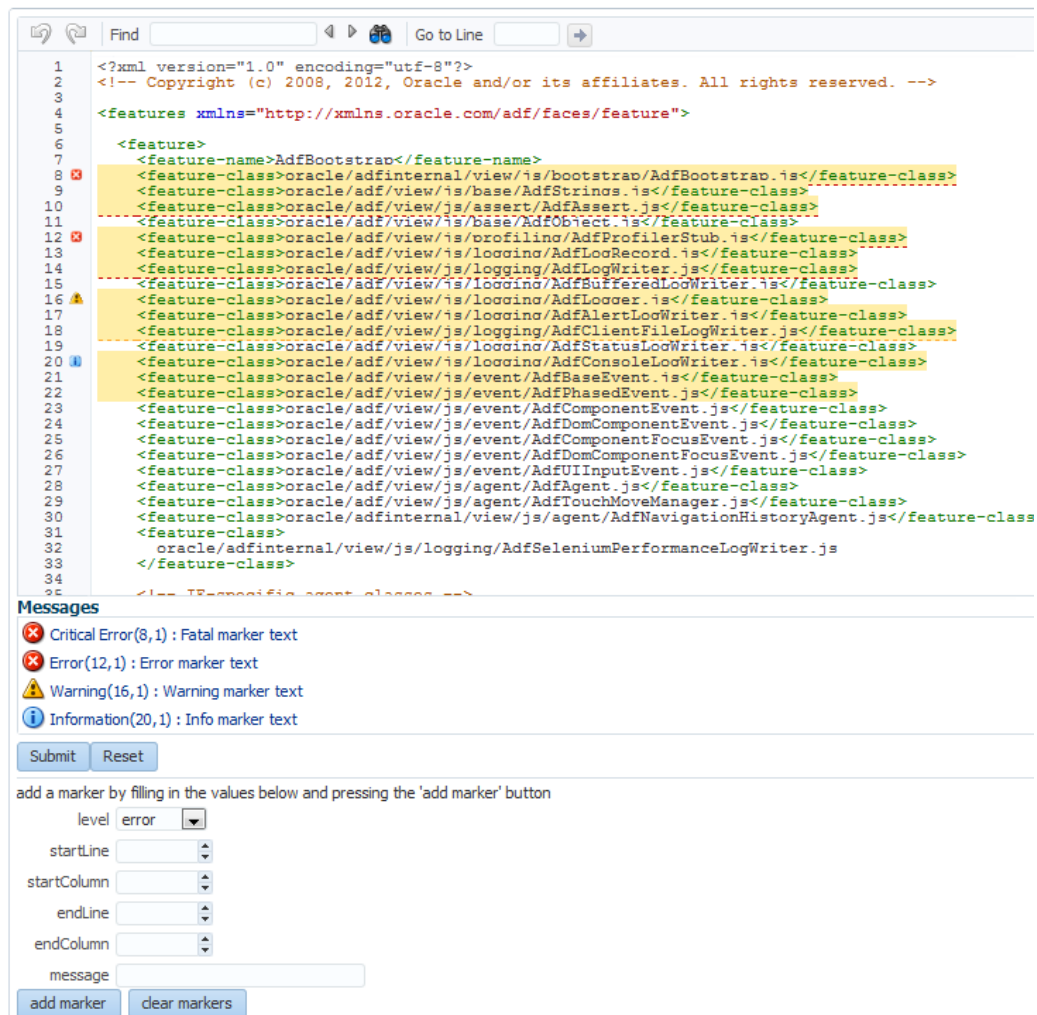 Find Go to Line
1 <?xml version="1.0" encoding="utf-8"?>
2 <!-- Copyright (c) 2008, 2012, Oracle and/or its affiliates. All rights reserved. -->
3
4 <features xmlns="http://xmlns.oracle.com/adf/faces/feature">
5
6 <feature>
7 <feature-name>AdfBootstrap</feature-name>
8 <feature-class>oracle/adfinternal/view/js/bootstrap/AdfBootstrap.js</feature-class>
9 <feature-class>oracle/adf/view/js/base/AdfStrings.js</feature-class>
10 <feature-class>oracle/adf/view/js/assert/AdfAssert.js</feature-class>
11 <feature-class>oracle/adf/view/js/base/AdfObject.js</feature-class>
12 <feature-class>oracle/adf/view/js/profiling/AdfProfilerStub.js</feature-class>
13 <feature-class>oracle/adf/view/js/logging/AdfLogRecord.js</feature-class>
14 <feature-class>oracle/adf/view/js/logging/AdfLogWriter.js</feature-class>
15 <feature-class>oracle/adf/view/js/logging/AdfBufferedLogWriter.js</feature-class>
16 <feature-class>oracle/adf/view/js/logging/AdfLogger.js</feature-class>
17 <feature-class>oracle/adf/view/js/logging/AdfAlertLogWriter.js</feature-class>
18 <feature-class>oracle/adf/view/js/logging/AdfClientFileLogWriter.js</feature-class>
19 <feature-class>oracle/adf/view/js/logging/AdfStatusLogWriter.js</feature-class>
20 <feature-class>oracle/adf/view/js/logging/AdfConsoleLogWriter.js</feature-class>
21 <feature-class>oracle/adf/view/js/event/AdfBaseEvent.js</feature-class>
22 <feature-class>oracle/adf/view/js/event/AdfPhasedEvent.js</feature-class>
23 <feature-class>oracle/adf/view/js/event/AdfComponentEvent.js</feature-class>
24 <feature-class>oracle/adf/view/js/event/AdfDomComponentEvent.js</feature-class>
25 <feature-class>oracle/adf/view/js/event/AdfComponentFocusEvent.js</feature-class>
26 <feature-class>oracle/adf/view/js/event/AdfDomComponentFocusEvent.js</feature-class>
27 <feature-class>oracle/adf/view/js/event/AdfUIInputEvent.js</feature-class>
28 <feature-class>oracle/adf/view/js/agent/AdfAgent.js</feature-class>
29 <feature-class>oracle/adf/view/js/agent/AdfTouchMoveManager.js</feature-class>
30 <feature-class>oracle/adfinternal/view/js/agent/AdfNavigationHistoryAgent.js</feature-class
31 <feature-class>
32 oracle/adfinternal/view/js/logging/AdfSeleniumPerformanceLogWriter.js
33 </feature-class>
34
35 <!-- IE-specific agent classes -->
Messages
Critical Error(8,1) : Fatal marker text
Error(12,1) : Error marker text
Warning(16,1) : Warning marker text
Information(20,1) : Info marker text
Submit Reset
add a marker by filling in the values below and pressing the 'add marker' button
level error
startLine
startColumn
endLine
endColumn
message
add marker clear markers